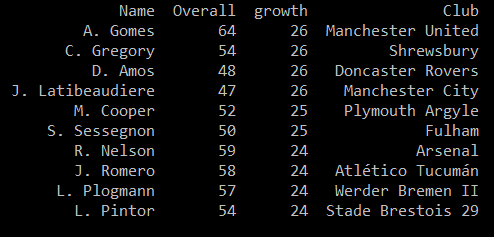 Name Overall growth Club
A. Gomes 64 26 Manchester United
C. Gregory 54 26 Shrewsbury
D. Amos 48 26 Doncaster Rovers
J. Latibeaudiere 47 26 Manchester City
M. Cooper 52 25 Plymouth Argyle
S. Sessegnon 50 25 Fulham
R. Nelson 59 24 Arsenal
J. Romero 58 24 Atlético Tucumán
L. Plogmann 57 24 Werder Bremen II
L. Pintor 54 24 Stade Brestois 29